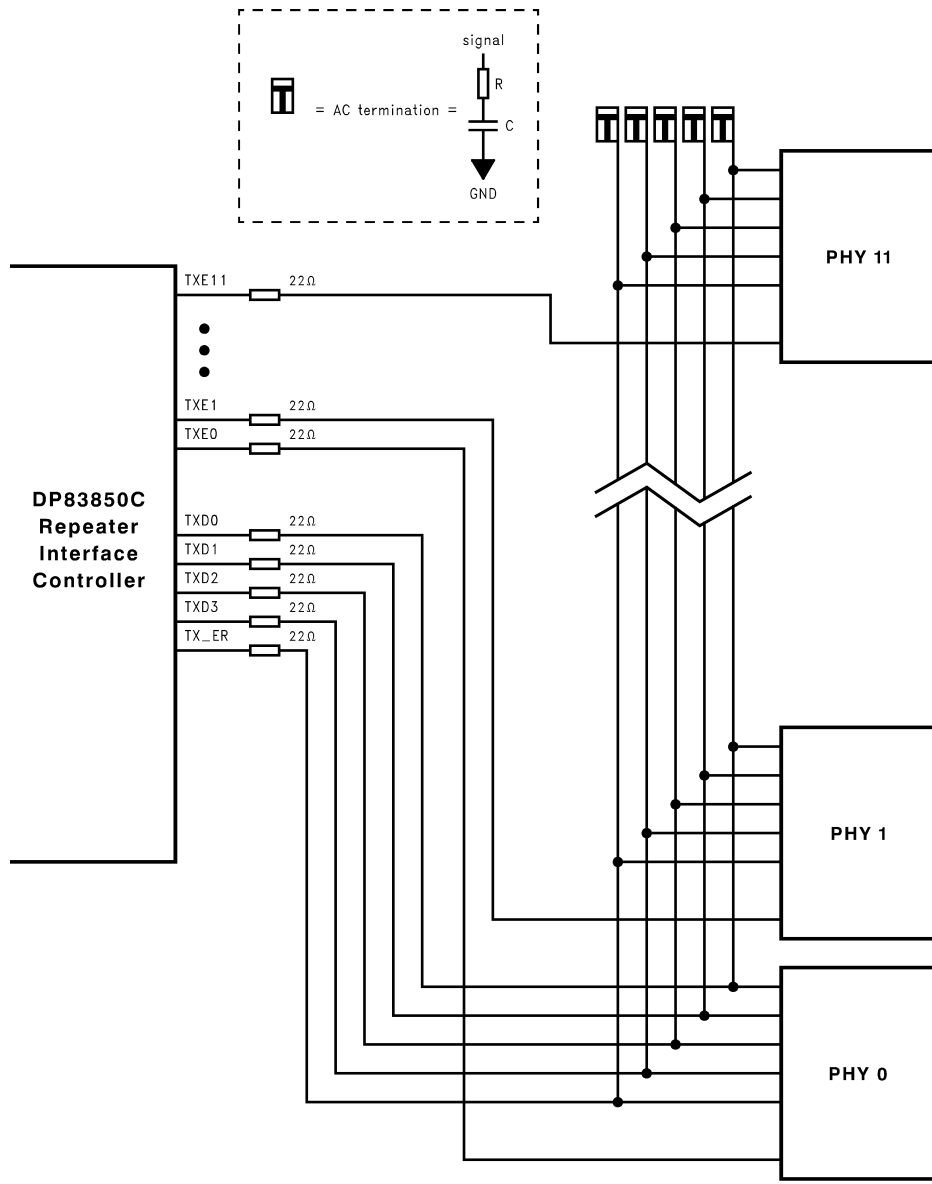 signal
R
= AC termination =
C
GND
PHY 11
TXE11 22Ω
TXE1 22Ω
TXE0 22Ω
DP83850C
Repeater
Interface
Controller
TXD0 22Ω
TXD1 22Ω
TXD2 22Ω
TXD3 22Ω
TX_ER 22Ω
PHY 1
PHY 0